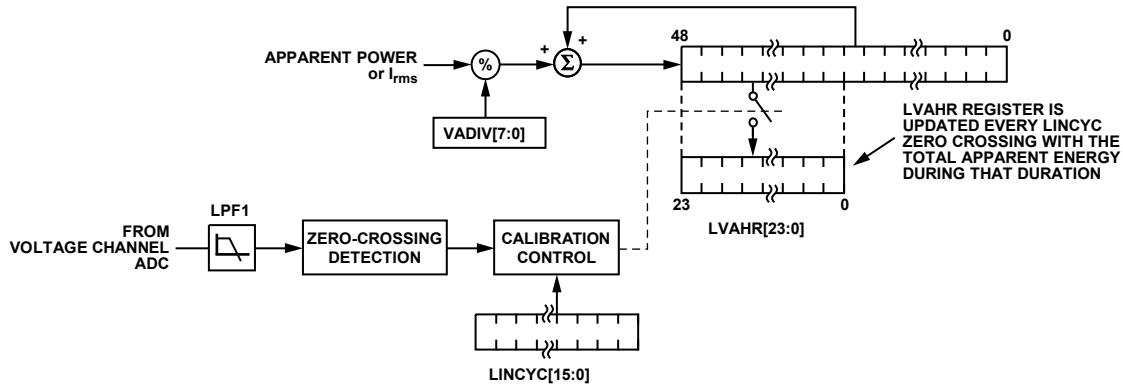 48
0
APPARENT POWER
or Irms
%
+
+
Σ
VADIV[7:0]
LVAHR REGISTER IS
UPDATED EVERY LINCYC
ZERO CROSSING WITH THE
TOTAL APPARENT ENERGY
DURING THAT DURATION
23
0
LVAHR[23:0]
LPF1
FROM
VOLTAGE CHANNEL
ADC
ZERO-CROSSING
DETECTION
CALIBRATION
CONTROL
LINCYC[15:0]